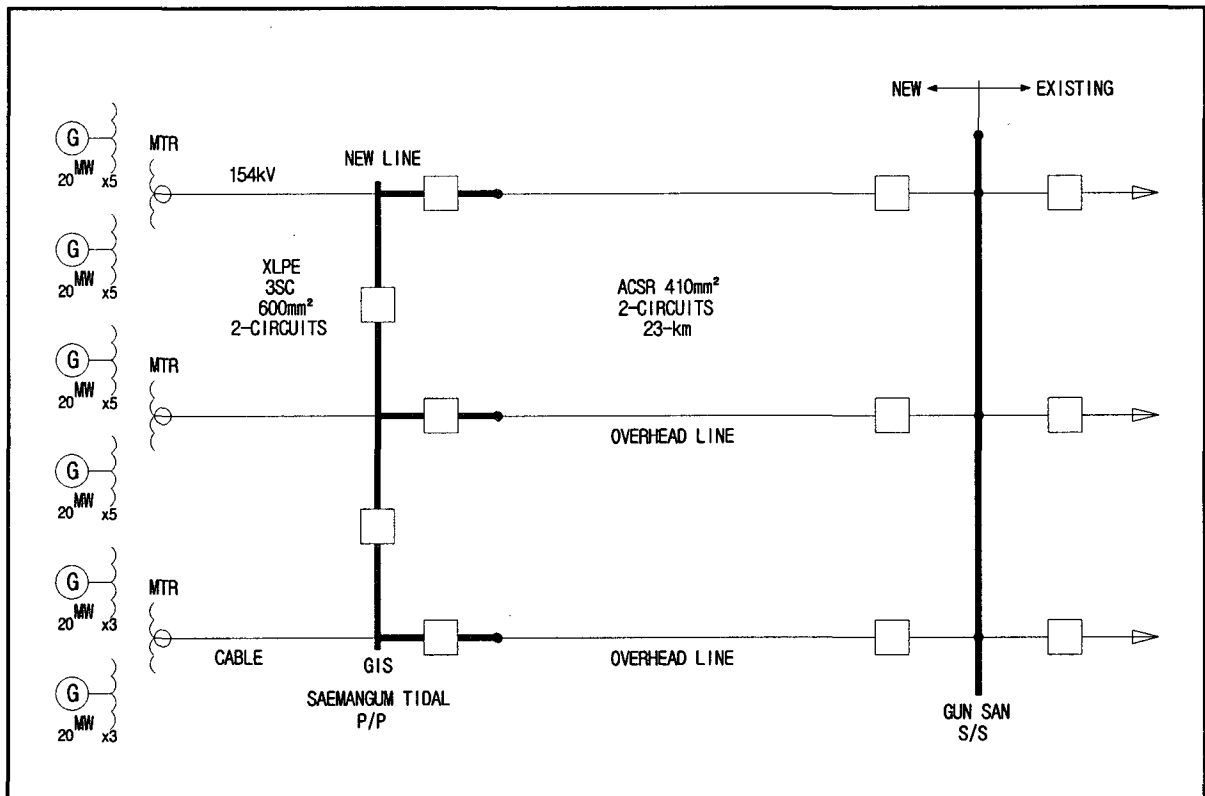 NEW
EXISTING
G
20MW x5
MTR
154kV
NEW LINE
G
20MW x5
XLPE
3SC
600mm²
2-CIRCUITS
ACSR 410mm²
2-CIRCUITS
23-km
G
20MW x5
MTR
OVERHEAD LINE
G
20MW x5
G
20MW x3
MTR
CABLE
OVERHEAD LINE
GIS
SAEMANGUM TIDAL
P/P
G
20MW x3
GUN SAN
S/S